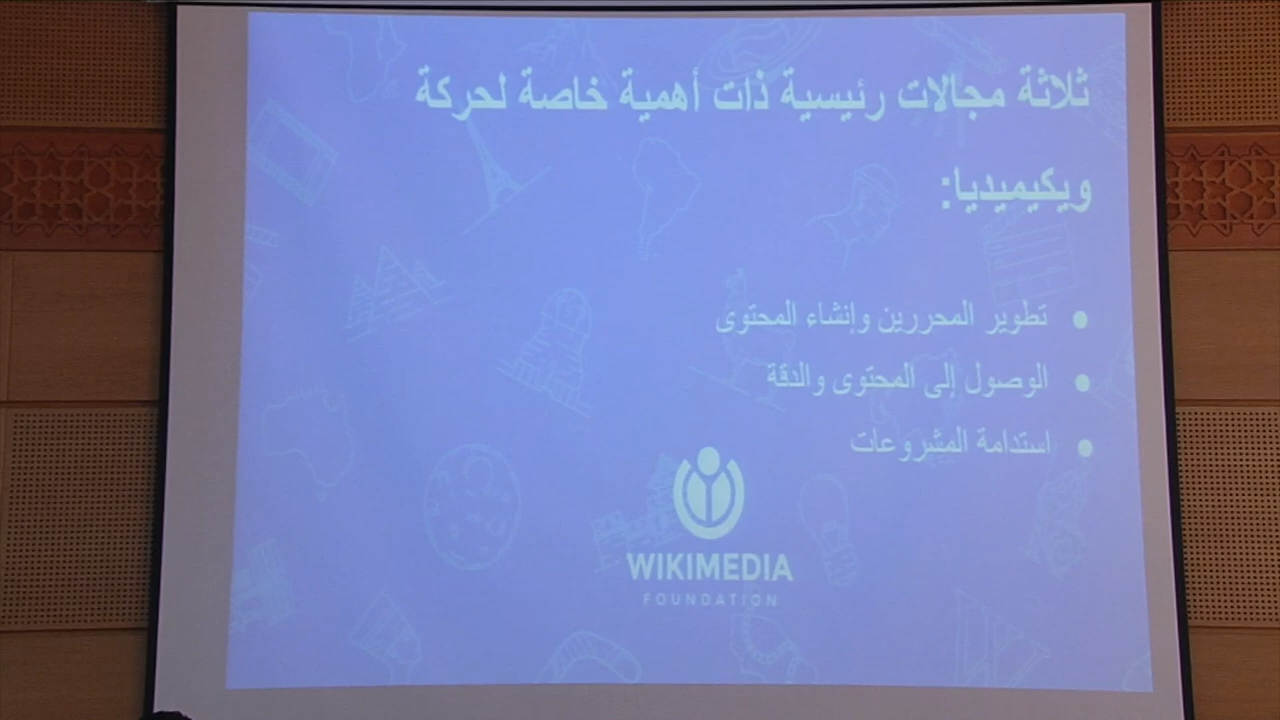 ثلاثة مجالات رئيسية ذات أهمية خاصة لحركة
ويكيميديا:
● تطوير المحررين وإنشاء المحتوى
● الوصول إلى المحتوى والدقة
● استدامة المشروعات
WIKIMEDIA
FOUNDATION